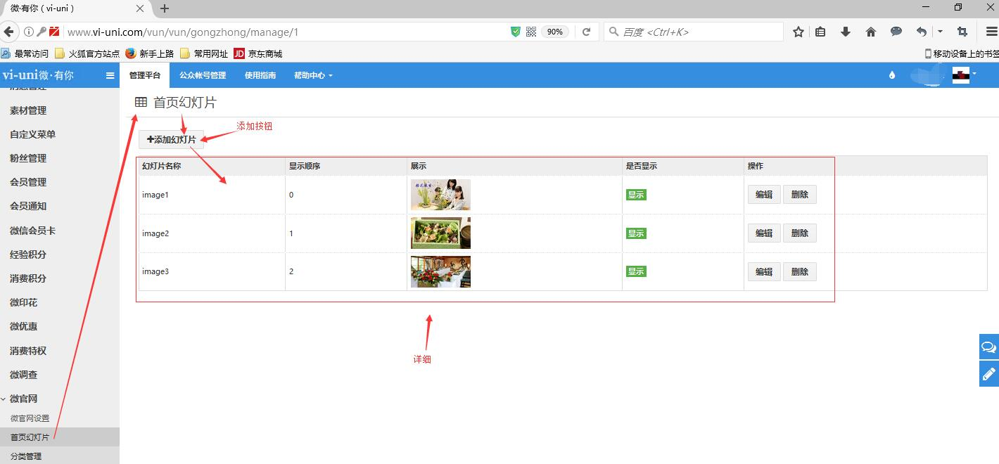 微·有你（vi-uni）
www.vi-uni.com/vun/vun/gongzhong/manage/1
90%
百度 <Ctrl+K>
最常访问
火狐官方站点
新手上路
常用网址
JD
京东商城
移动设备上的书签
vi-uni微·有你
管理平台
公众帐号管理
使用指南
帮助中心
消息管理
素材管理
自定义菜单
粉丝管理
会员管理
会员通知
微信会员卡
经验积分
消费积分
微印花
微优惠
消费特权
微调查
微官网
微官网设置
首页幻灯片
分类管理
首页幻灯片
添加按钮
添加幻灯片
幻灯片名称 显示顺序 展示 是否显示 操作
image1 0 显示 编辑 删除
image2 1 显示 编辑 删除
image3 2 显示 编辑 删除
详细